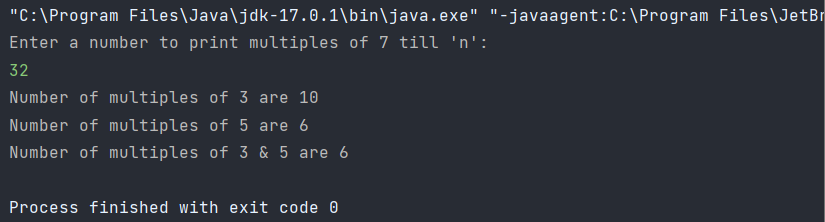 "C:\Program Files\Java\jdk-17.0.1\bin\java.exe" "-javaagent:C:\Program Files\JetBr
Enter a number to print multiples of 7 till 'n':
32
Number of multiples of 3 are 10
Number of multiples of 5 are 6
Number of multiples of 3 & 5 are 6
Process finished with exit code 0